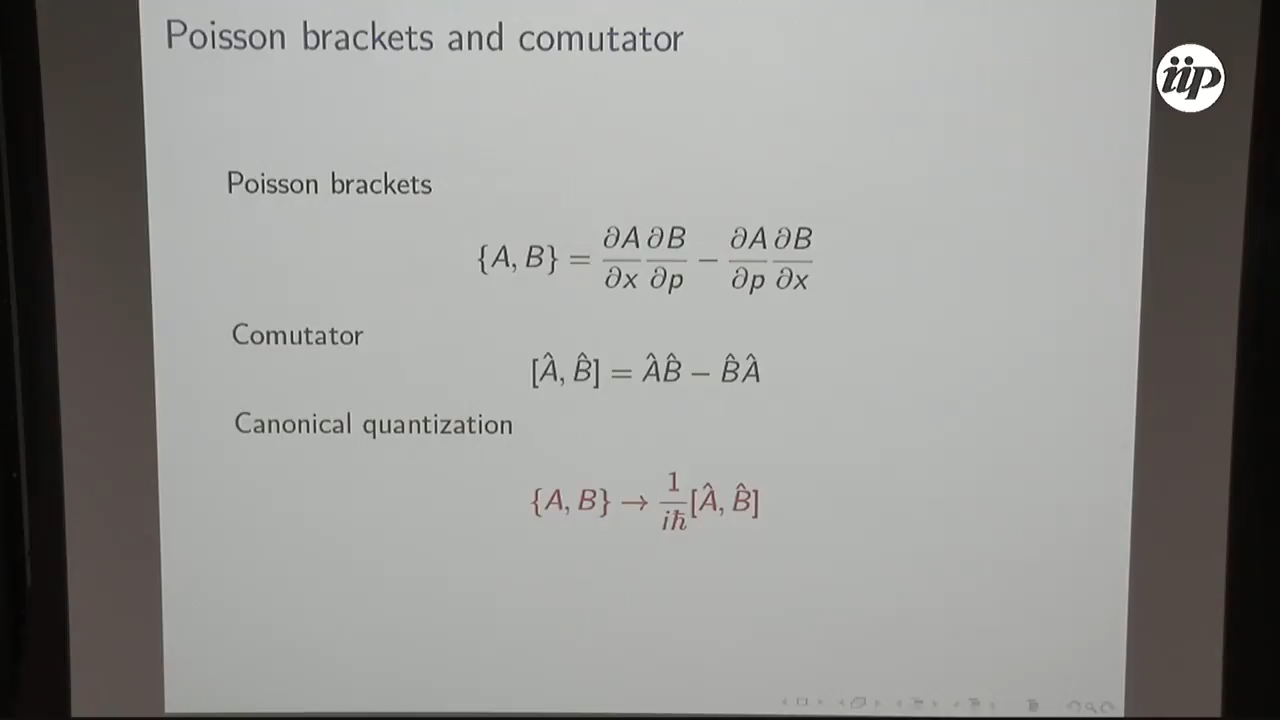 Poisson brackets and comutator
iip
Poisson brackets
{A, B} = ∂A/∂x ∂B/∂p − ∂A/∂p ∂B/∂x
Comutator
[Â, B̂] = ÂB̂ − B̂Â
Canonical quantization
{A, B} → 1/iħ [Â, B̂]